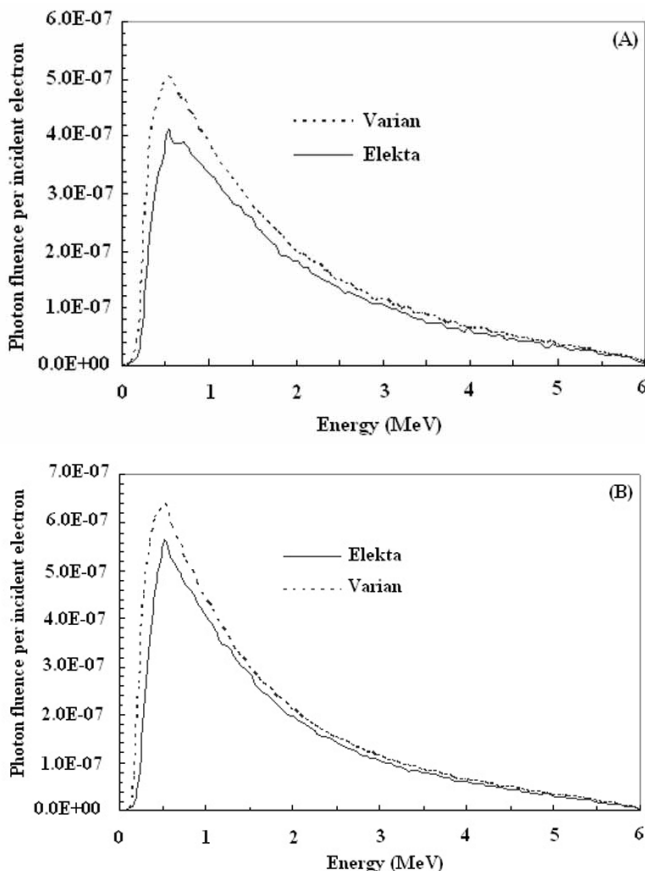 6.0E-07
(A)
5.0E-07
4.0E-07
3.0E-07
2.0E-07
1.0E-07
0.0E+00
Photon fluence per incident electron
Varian
Elekta
0 1 2 3 4 5 6
Energy (MeV)
7.0E-07
(B)
6.0E-07
5.0E-07
4.0E-07
3.0E-07
2.0E-07
1.0E-07
0.0E+00
Photon fluence per incident electron
Elekta
Varian
0 1 2 3 4 5 6
Energy (MeV)